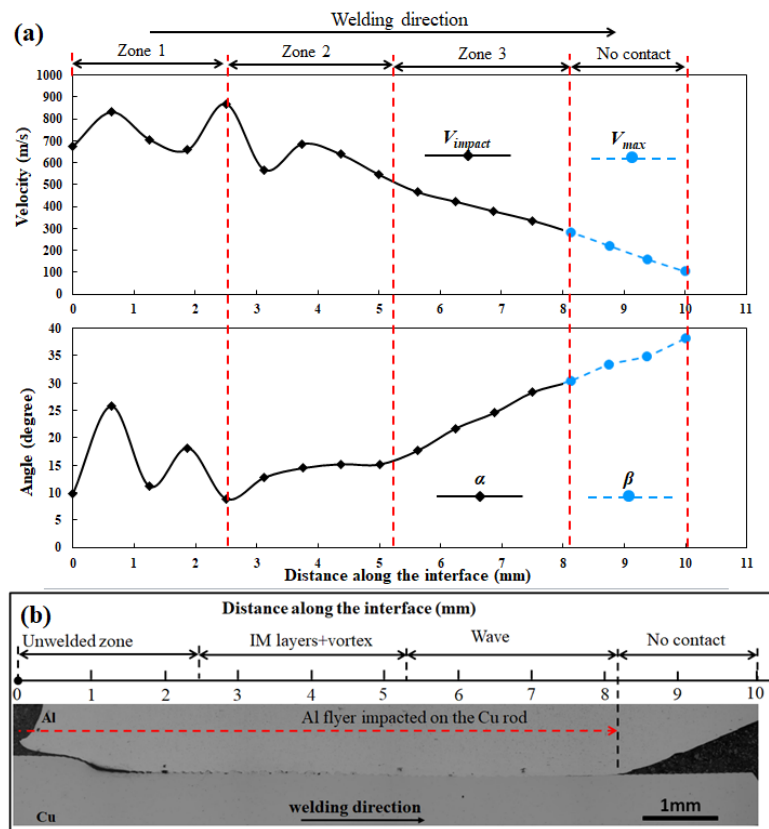 Welding direction
(a)
Zone 1 Zone 2 Zone 3 No contact
1000
900
800
700
600
500
400
300
200
100
0
Velocity (m/s)
Vimpact Vmax
0 1 2 3 4 5 6 7 8 9 10 11
40
35
30
25
20
15
10
5
0
Angle (degree)
α β
0 1 2 3 4 5 6 7 8 9 10 11
Distance along the interface (mm)
(b)
Distance along the interface (mm)
Unwelded zone IM layers+vortex Wave No contact
0 1 2 3 4 5 6 7 8 9 10
Al Al flyer impacted on the Cu rod
Cu welding direction 1mm